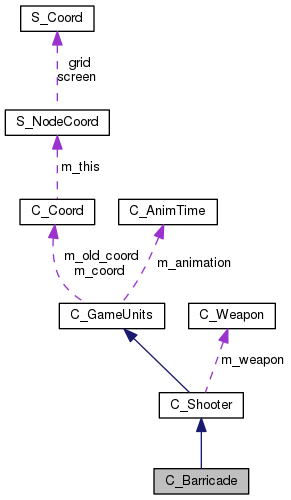 S_Coord
grid
screen
S_NodeCoord
m_this
C_Coord
C_AnimTime
m_old_coord
m_coord
m_animation
C_GameUnits
C_Weapon
m_weapon
C_Shooter
C_Barricade